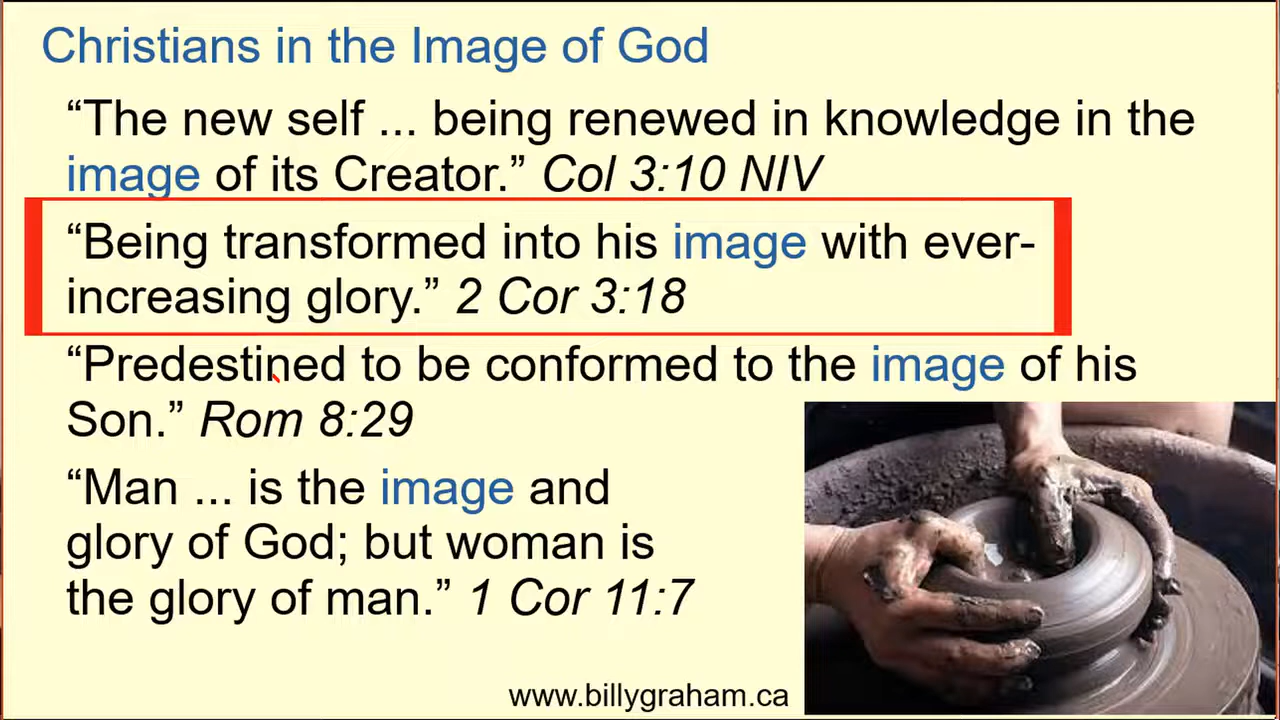 Christians in the Image of God
“The new self ... being renewed in knowledge in the
image of its Creator.” Col 3:10 NIV
“Being transformed into his image with ever-
increasing glory.” 2 Cor 3:18
“Predestined to be conformed to the image of his
Son.” Rom 8:29
“Man ... is the image and
glory of God; but woman is
the glory of man.” 1 Cor 11:7
www.billygraham.ca